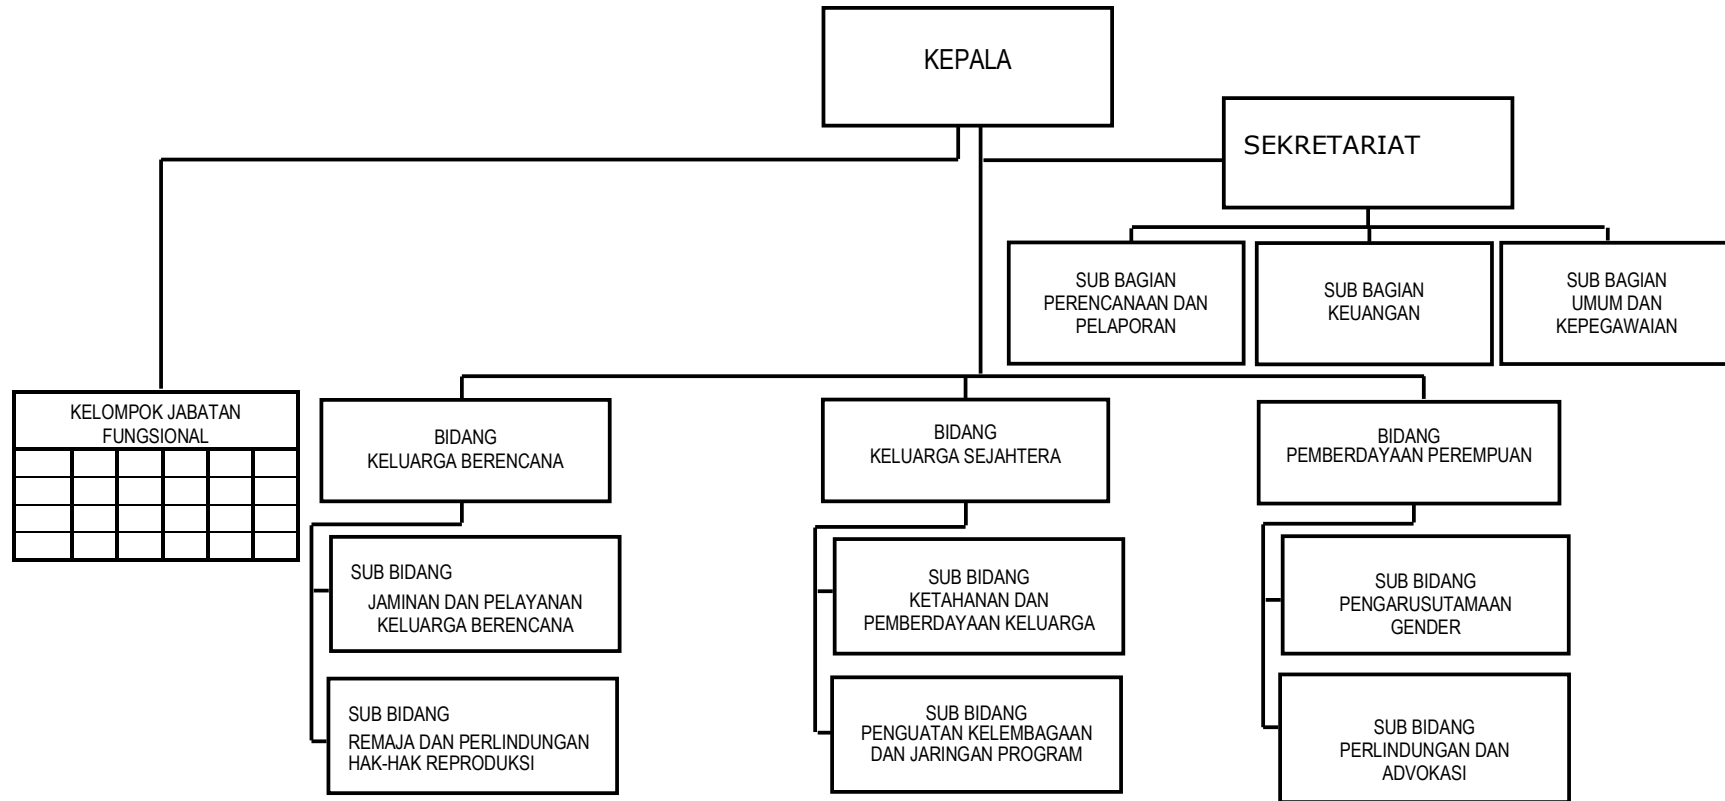 KEPALA
SEKRETARIAT
SUB BAGIAN
PERENCANAAN DAN
PELAPORAN
SUB BAGIAN
KEUANGAN
SUB BAGIAN
UMUM DAN
KEPEGAWAIAN
KELOMPOK JABATAN
FUNGSIONAL
BIDANG
KELUARGA BERENCANA
BIDANG
KELUARGA SEJAHTERA
BIDANG
PEMBERDAYAAN PEREMPUAN
SUB BIDANG
JAMINAN DAN PELAYANAN
KELUARGA BERENCANA
SUB BIDANG
KETAHANAN DAN
PEMBERDAYAAN KELUARGA
SUB BIDANG
PENGARUSUTAMAAN
GENDER
SUB BIDANG
REMAJA DAN PERLINDUNGAN
HAK-HAK REPRODUKSI
SUB BIDANG
PENGUATAN KELEMBAGAAN
DAN JARINGAN PROGRAM
SUB BIDANG
PERLINDUNGAN DAN
ADVOKASI